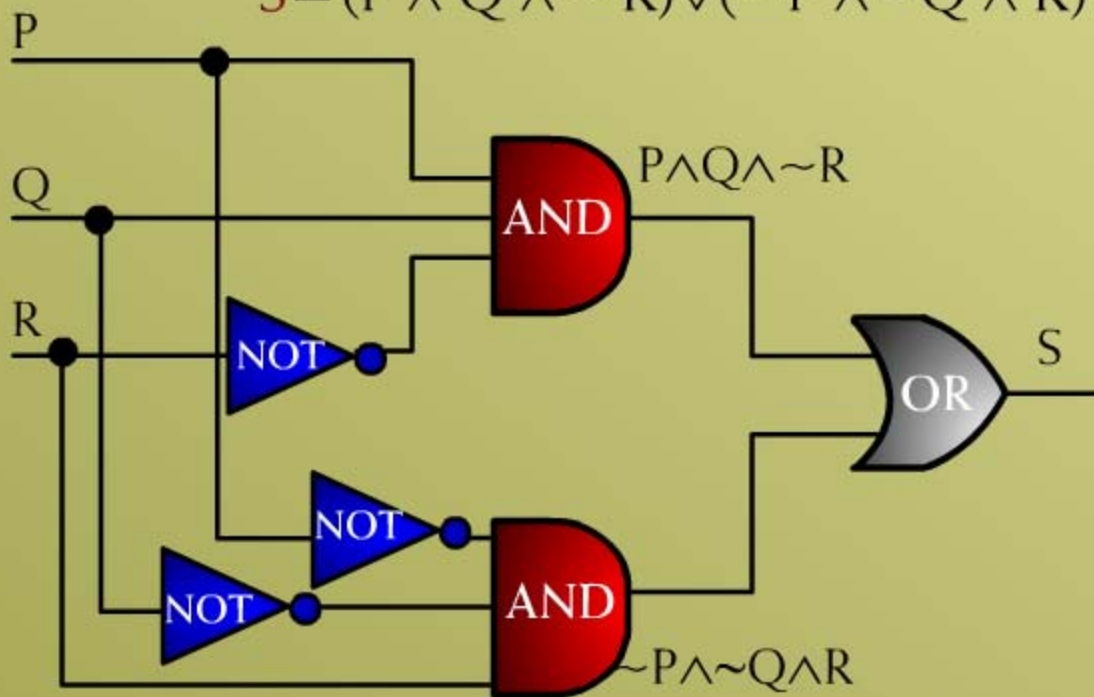 S=(P∧Q∧~R)∨(~P∧~Q∧R)
P
P∧Q∧~R
Q
AND
R
NOT
S
OR
NOT
NOT
AND
~P∧~Q∧R